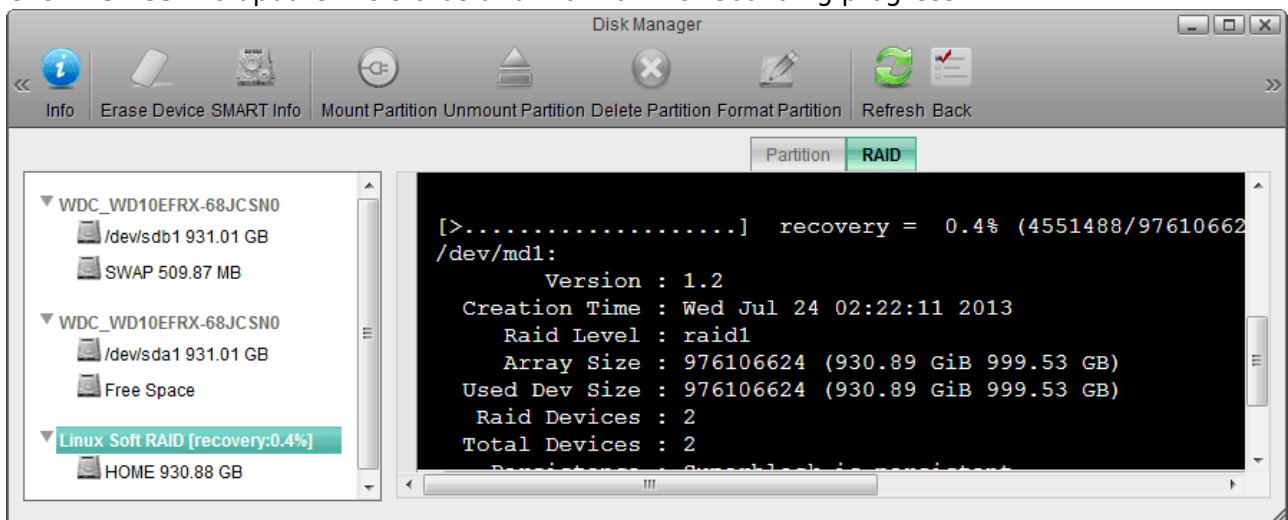 Disk Manager
Info Erase Device SMART Info Mount Partition Unmount Partition Delete Partition Format Partition Refresh Back
Partition RAID
WDC_WD10EFRX-68JCSN0
/dev/sdb1 931.01 GB
SWAP 509.87 MB
WDC_WD10EFRX-68JCSN0
/dev/sda1 931.01 GB
Free Space
Linux Soft RAID [recovery:0.4%]
HOME 930.88 GB
[>....................] recovery = 0.4% (4551488/97610662
/dev/md1:
Version : 1.2
Creation Time : Wed Jul 24 02:22:11 2013
Raid Level : raid1
Array Size : 976106624 (930.89 GiB 999.53 GB)
Used Dev Size : 976106624 (930.89 GiB 999.53 GB)
Raid Devices : 2
Total Devices : 2
Persistence : Superblock is persistent